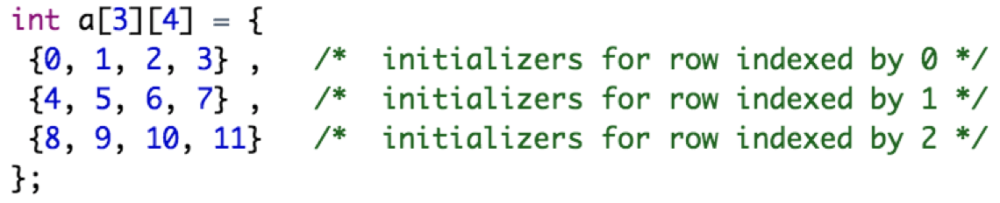 int a[3][4] = {
 {0, 1, 2, 3} ,   /*  initializers for row indexed by 0 */
 {4, 5, 6, 7} ,   /*  initializers for row indexed by 1 */
 {8, 9, 10, 11}   /*  initializers for row indexed by 2 */
};